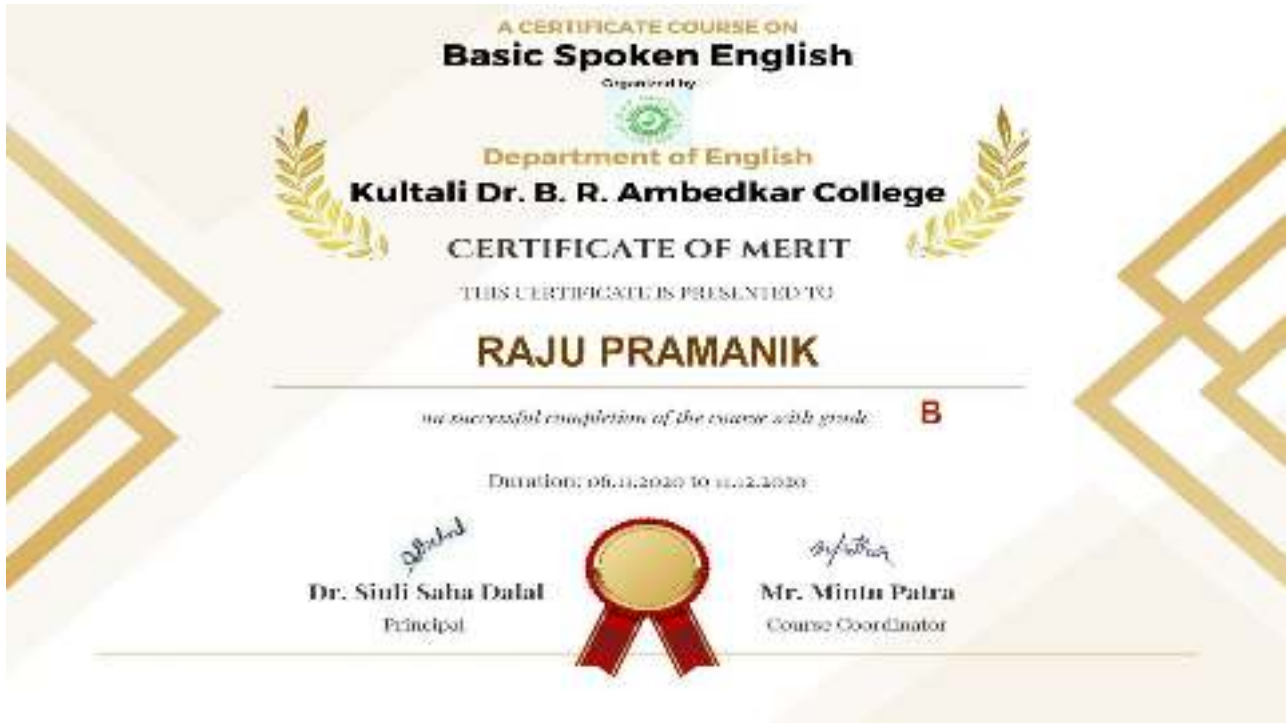 A CERTIFICATE COURSE ON
Basic Spoken English
Organized by
Department of English
Kultali Dr. B. R. Ambedkar College
CERTIFICATE OF MERIT
THIS CERTIFICATE IS PRESENTED TO
RAJU PRAMANIK
on successful completion of the course with grade B
Duration: 06.11.2020 to 11.12.2020
Dr. Siuli Saha Dalal Mr. Mintu Patra
Principal Course Coordinator